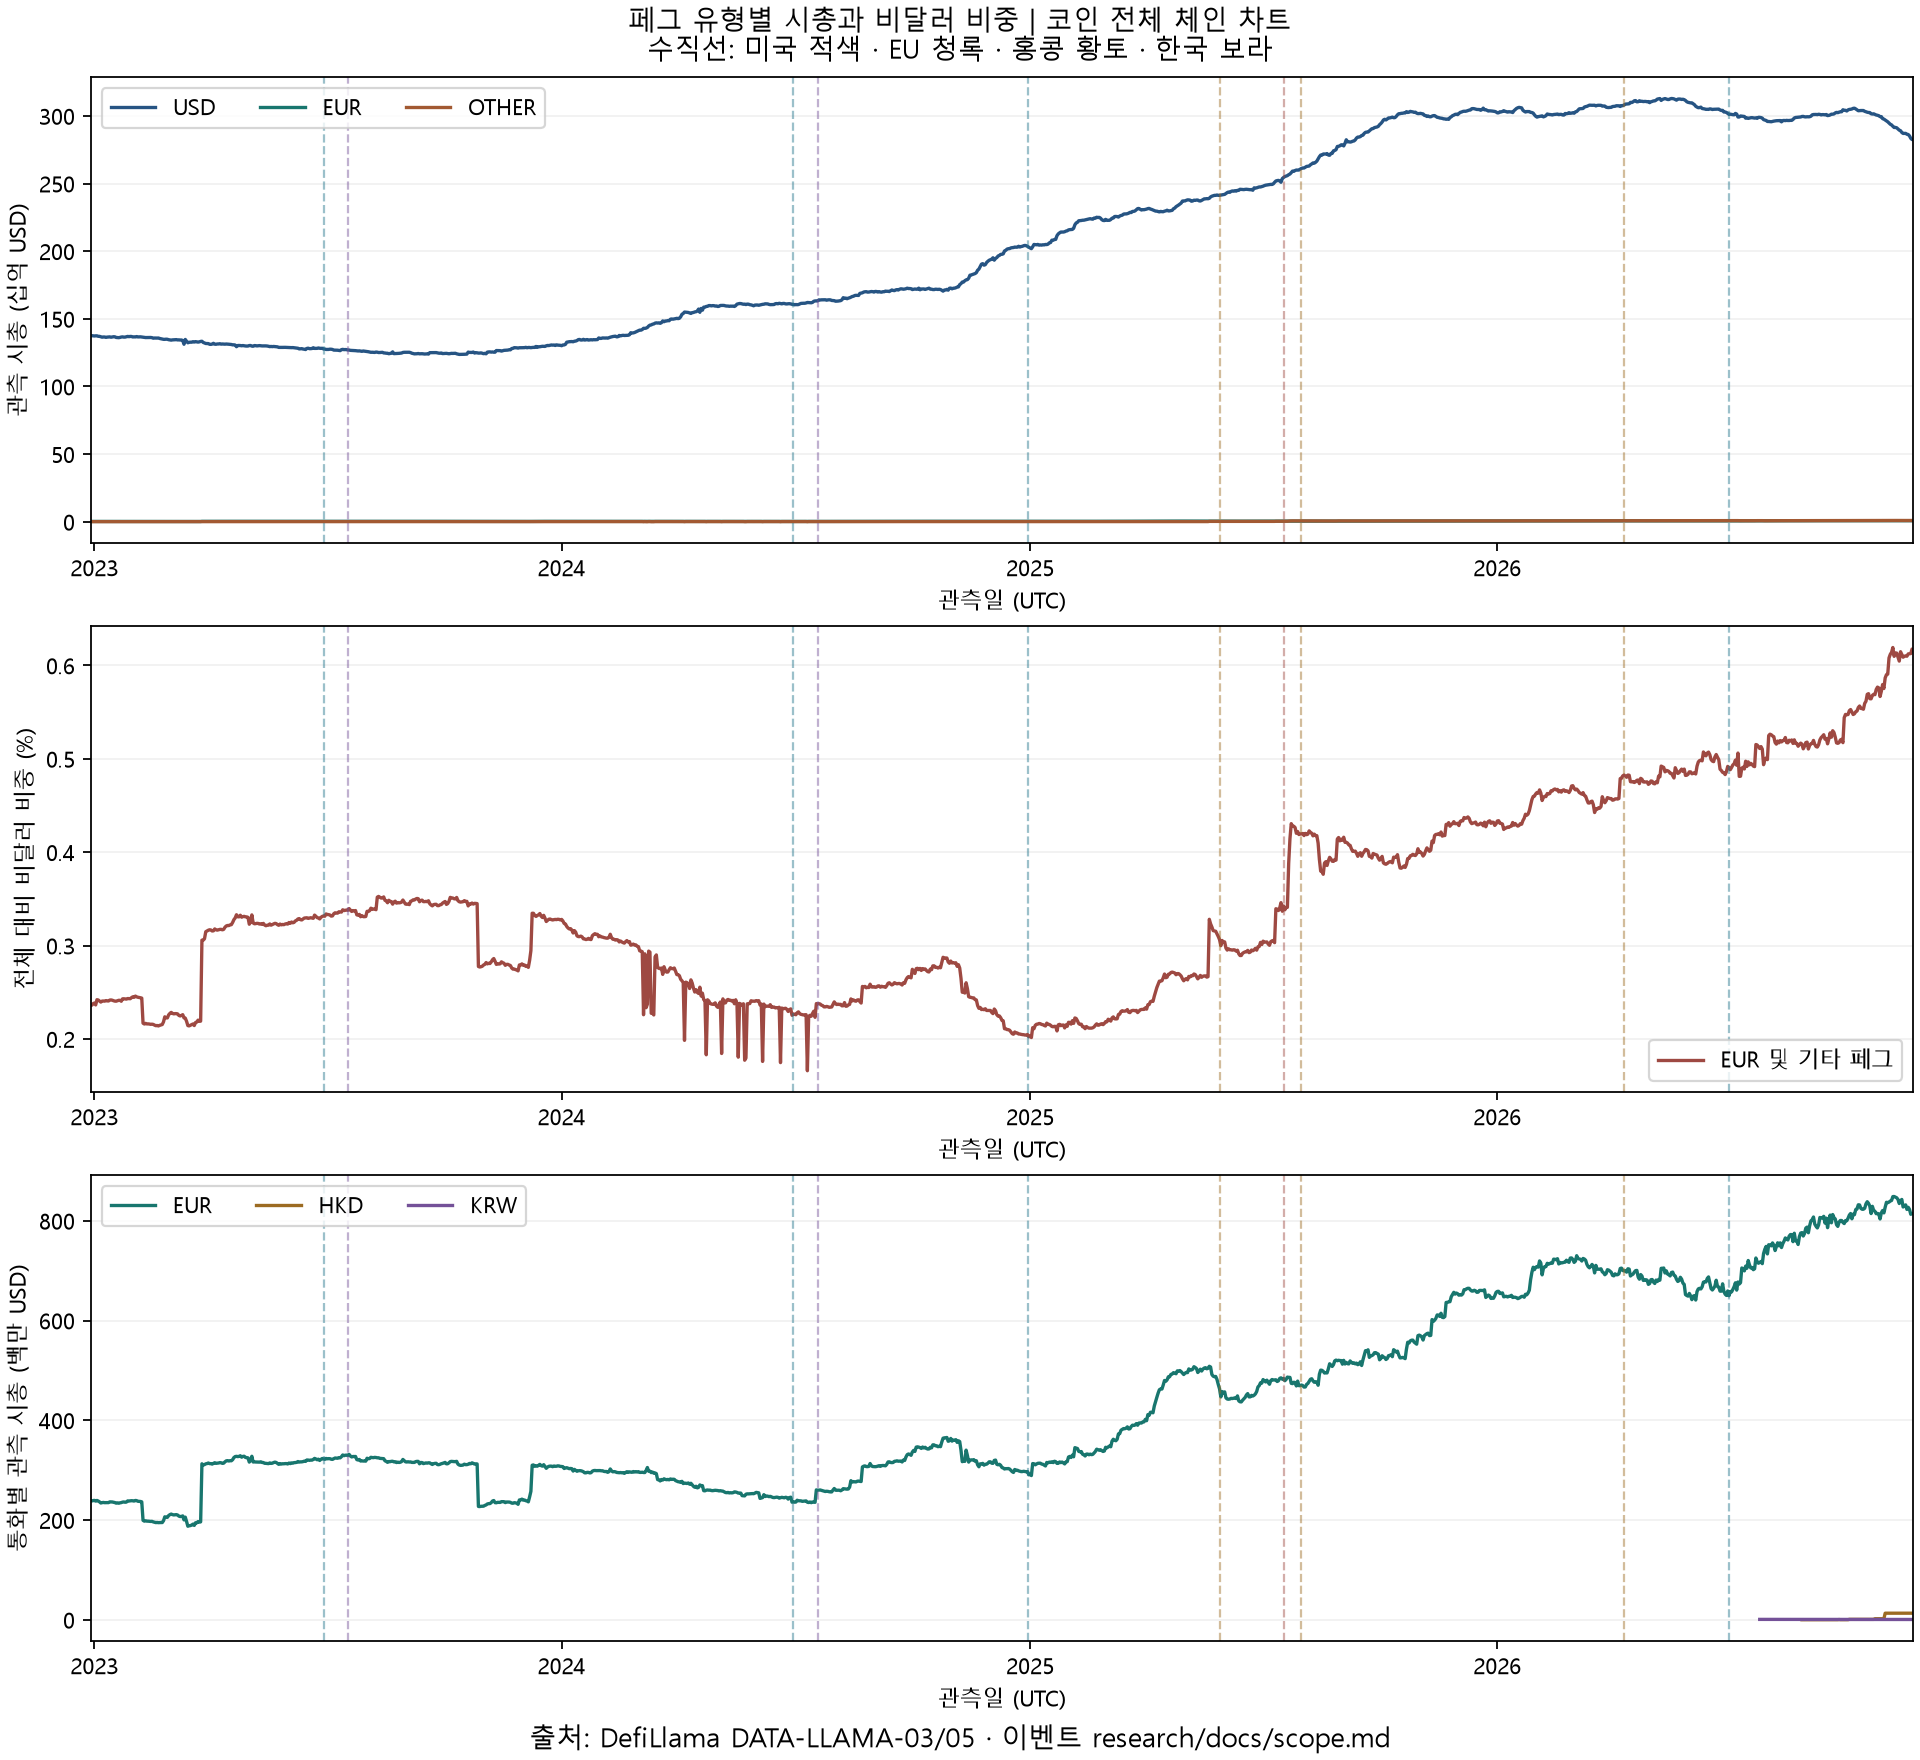 페그 유형별 시총과 비달러 비중 | 코인 전체 체인 차트
수직선: 미국 적색 · EU 청록 · 홍콩 황토 · 한국 보라
USD
EUR
OTHER
관측 시총 (십억 USD)
300
250
200
150
100
50
0
2023
2024
2025
2026
관측일 (UTC)
전체 대비 비달러 비중 (%)
0.6
0.5
0.4
0.3
0.2
EUR 및 기타 페그
2023
2024
2025
2026
관측일 (UTC)
EUR
HKD
KRW
통화별 관측 시총 (백만 USD)
800
600
400
200
0
2023
2024
2025
2026
관측일 (UTC)
출처: DefiLlama DATA-LLAMA-03/05 · 이벤트 research/docs/scope.md